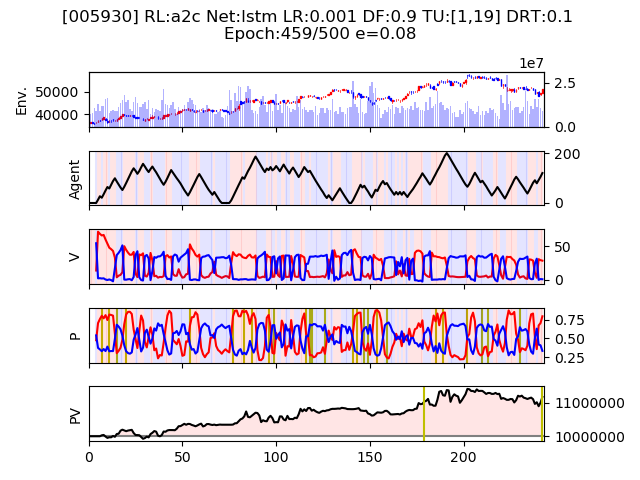 [005930] RL:a2c Net:lstm LR:0.001 DF:0.9 TU:[1,19] DRT:0.1
Epoch:459/500 e=0.08
1e7
Env.
50000
40000
2.5
0.0
Agent
200
0
V
50
0
P
0.75
0.50
0.25
PV
11000000
10000000
0 50 100 150 200